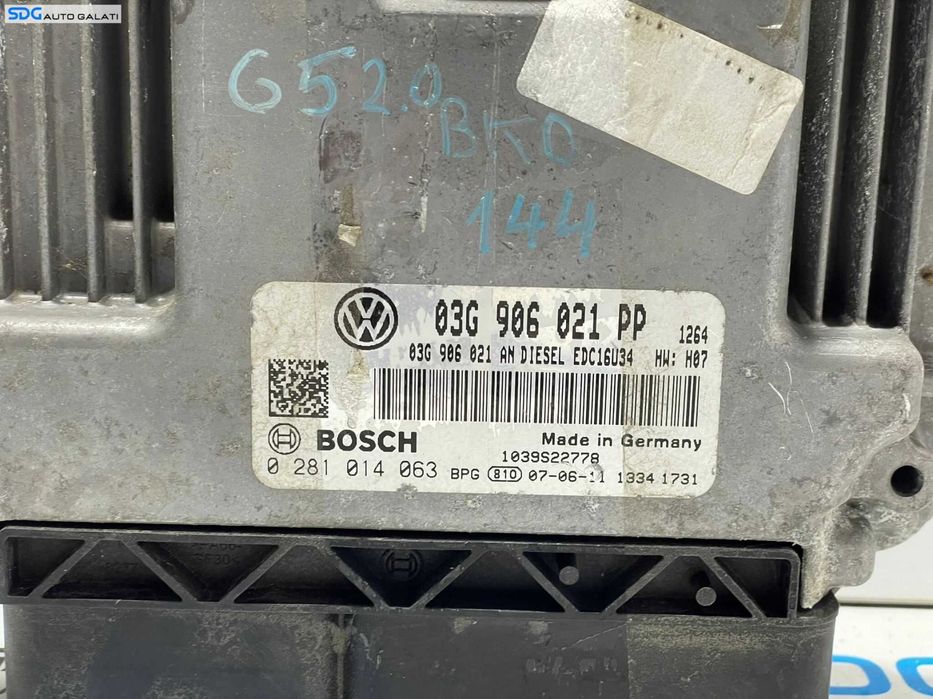 SDG AUTO GALATI
G5 2.0
BKD
144
03G 906 021 PP 1264
03G 906 021 AN DIESEL EDC16U34 HW: H07
BOSCH
Made in Germany
1039S22778
0 281 014 063 BPG 810 07-06-11 1334 1731